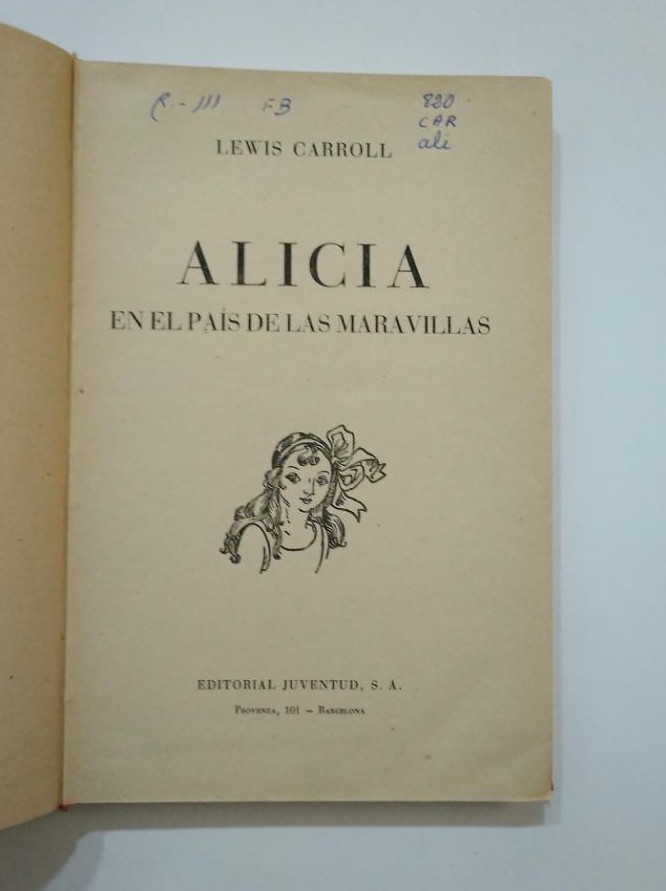 R.- 111 FB 820
CAR
ali
LEWIS CARROLL
ALICIA
EN EL PAÍS DE LAS MARAVILLAS
EDITORIAL JUVENTUD, S. A.
PROVENZA, 101 – BARCELONA